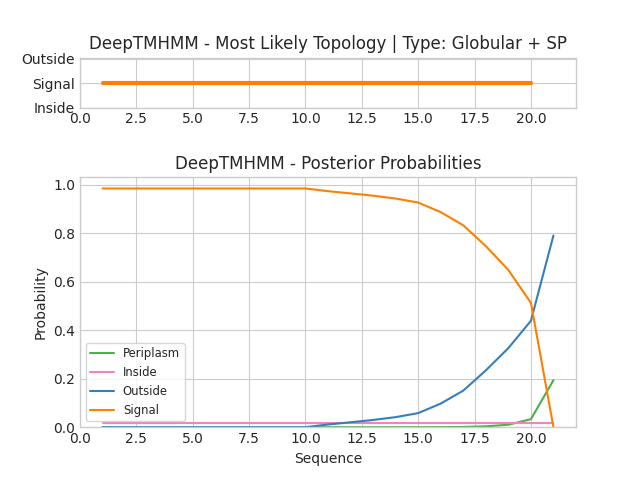 DeepTMHMM - Most Likely Topology | Type: Globular + SP
Outside
Signal
Inside
0.0 2.5 5.0 7.5 10.0 12.5 15.0 17.5 20.0
DeepTMHMM - Posterior Probabilities
1.0
0.8
0.6
0.4
0.2
0.0
Probability
Periplasm
Inside
Outside
Signal
0.0 2.5 5.0 7.5 10.0 12.5 15.0 17.5 20.0
Sequence